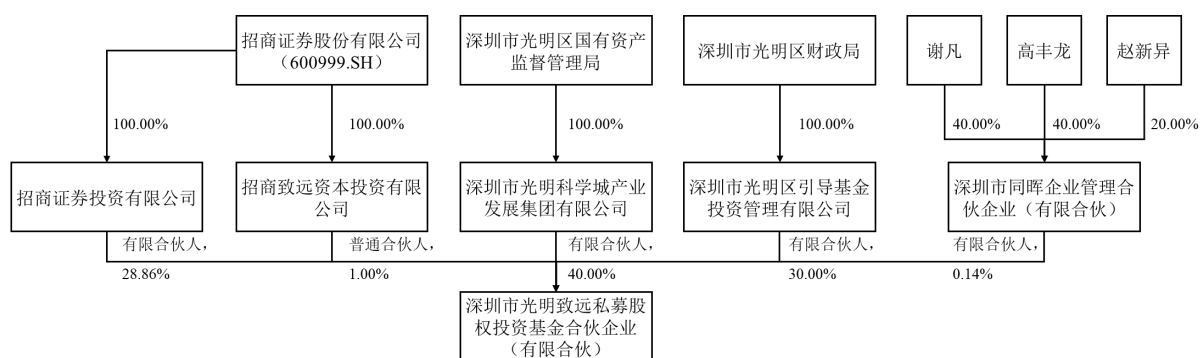 招商证券股份有限公司
（600999.SH）
深圳市光明区国有资产
监督管理局
深圳市光明区财政局
谢凡
高丰龙
赵新异
100.00%
100.00%
100.00%
100.00%
40.00%
40.00%
20.00%
招商证券投资有限公司
招商致远资本投资有限
公司
深圳市光明科学城产业
发展集团有限公司
深圳市光明区引导基金
投资管理有限公司
深圳市同晖企业管理合
伙企业（有限合伙）
有限合伙人，
28.86%
普通合伙人，
1.00%
有限合伙人，
40.00%
有限合伙人，
30.00%
有限合伙人，
0.14%
深圳市光明致远私募股
权投资基金合伙企业
（有限合伙）